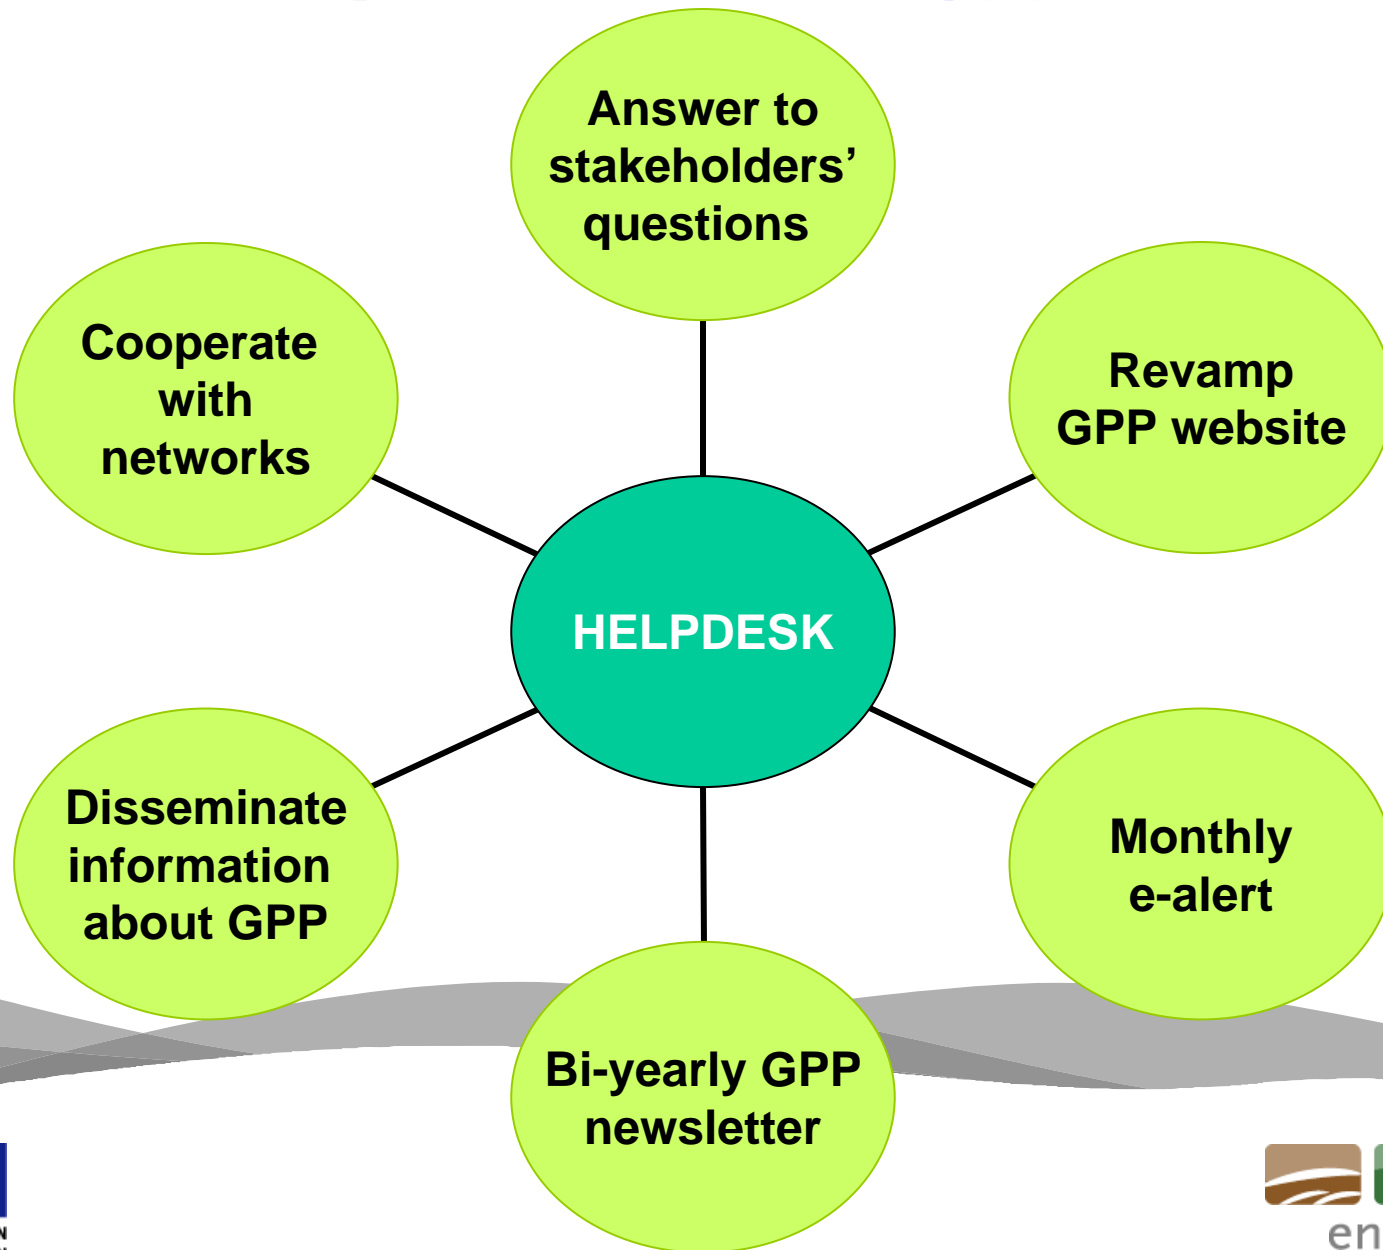 Answer to
stakeholders’
questions
Cooperate
with
networks
Revamp
GPP website
HELPDESK
Disseminate
information
about GPP
Monthly
e-alert
Bi-yearly GPP
newsletter
en